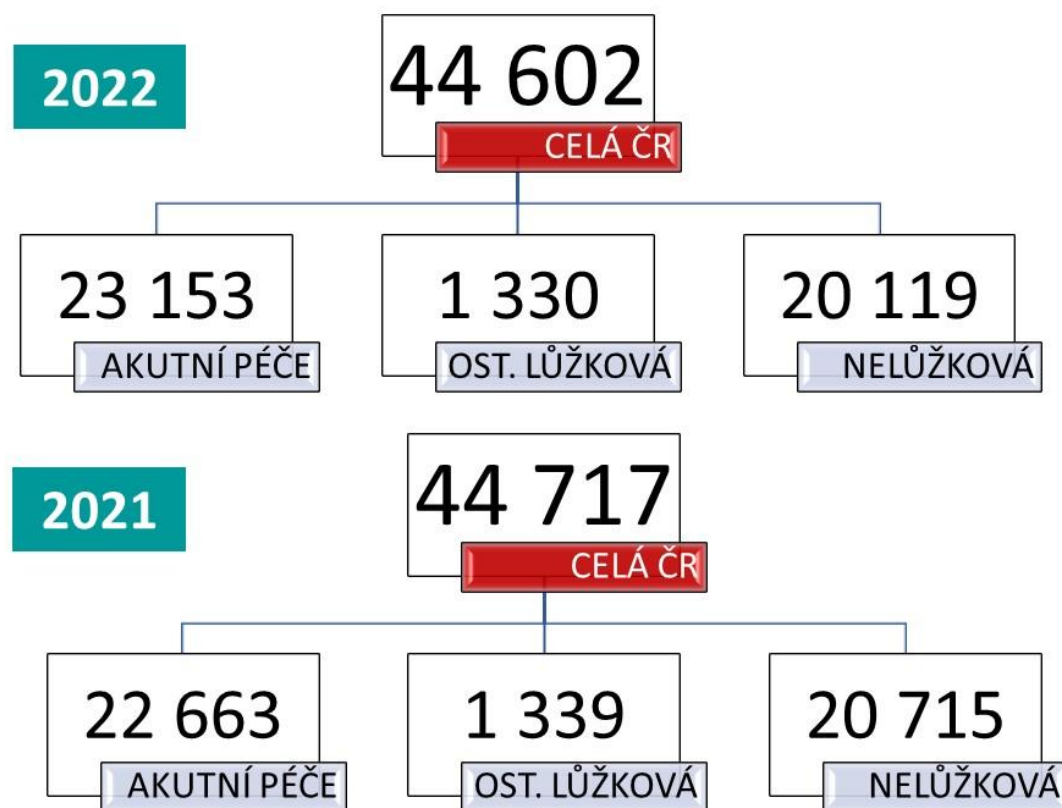 2022
44 602
CELÁ ČR
23 153
AKUTNÍ PÉČE
1 330
OST. LŮŽKOVÁ
20 119
NELŮŽKOVÁ
2021
44 717
CELÁ ČR
22 663
AKUTNÍ PÉČE
1 339
OST. LŮŽKOVÁ
20 715
NELŮŽKOVÁ